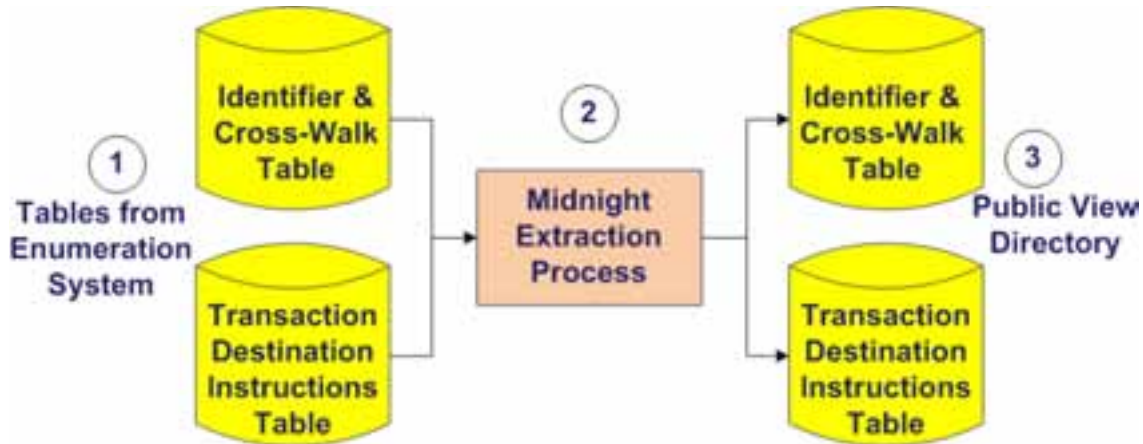 1
Tables from
Enumeration
System
Identifier &
Cross-Walk
Table
Transaction
Destination
Instructions
Table
2
Midnight
Extraction
Process
Identifier &
Cross-Walk
Table
Transaction
Destination
Instructions
Table
3
Public View
Directory